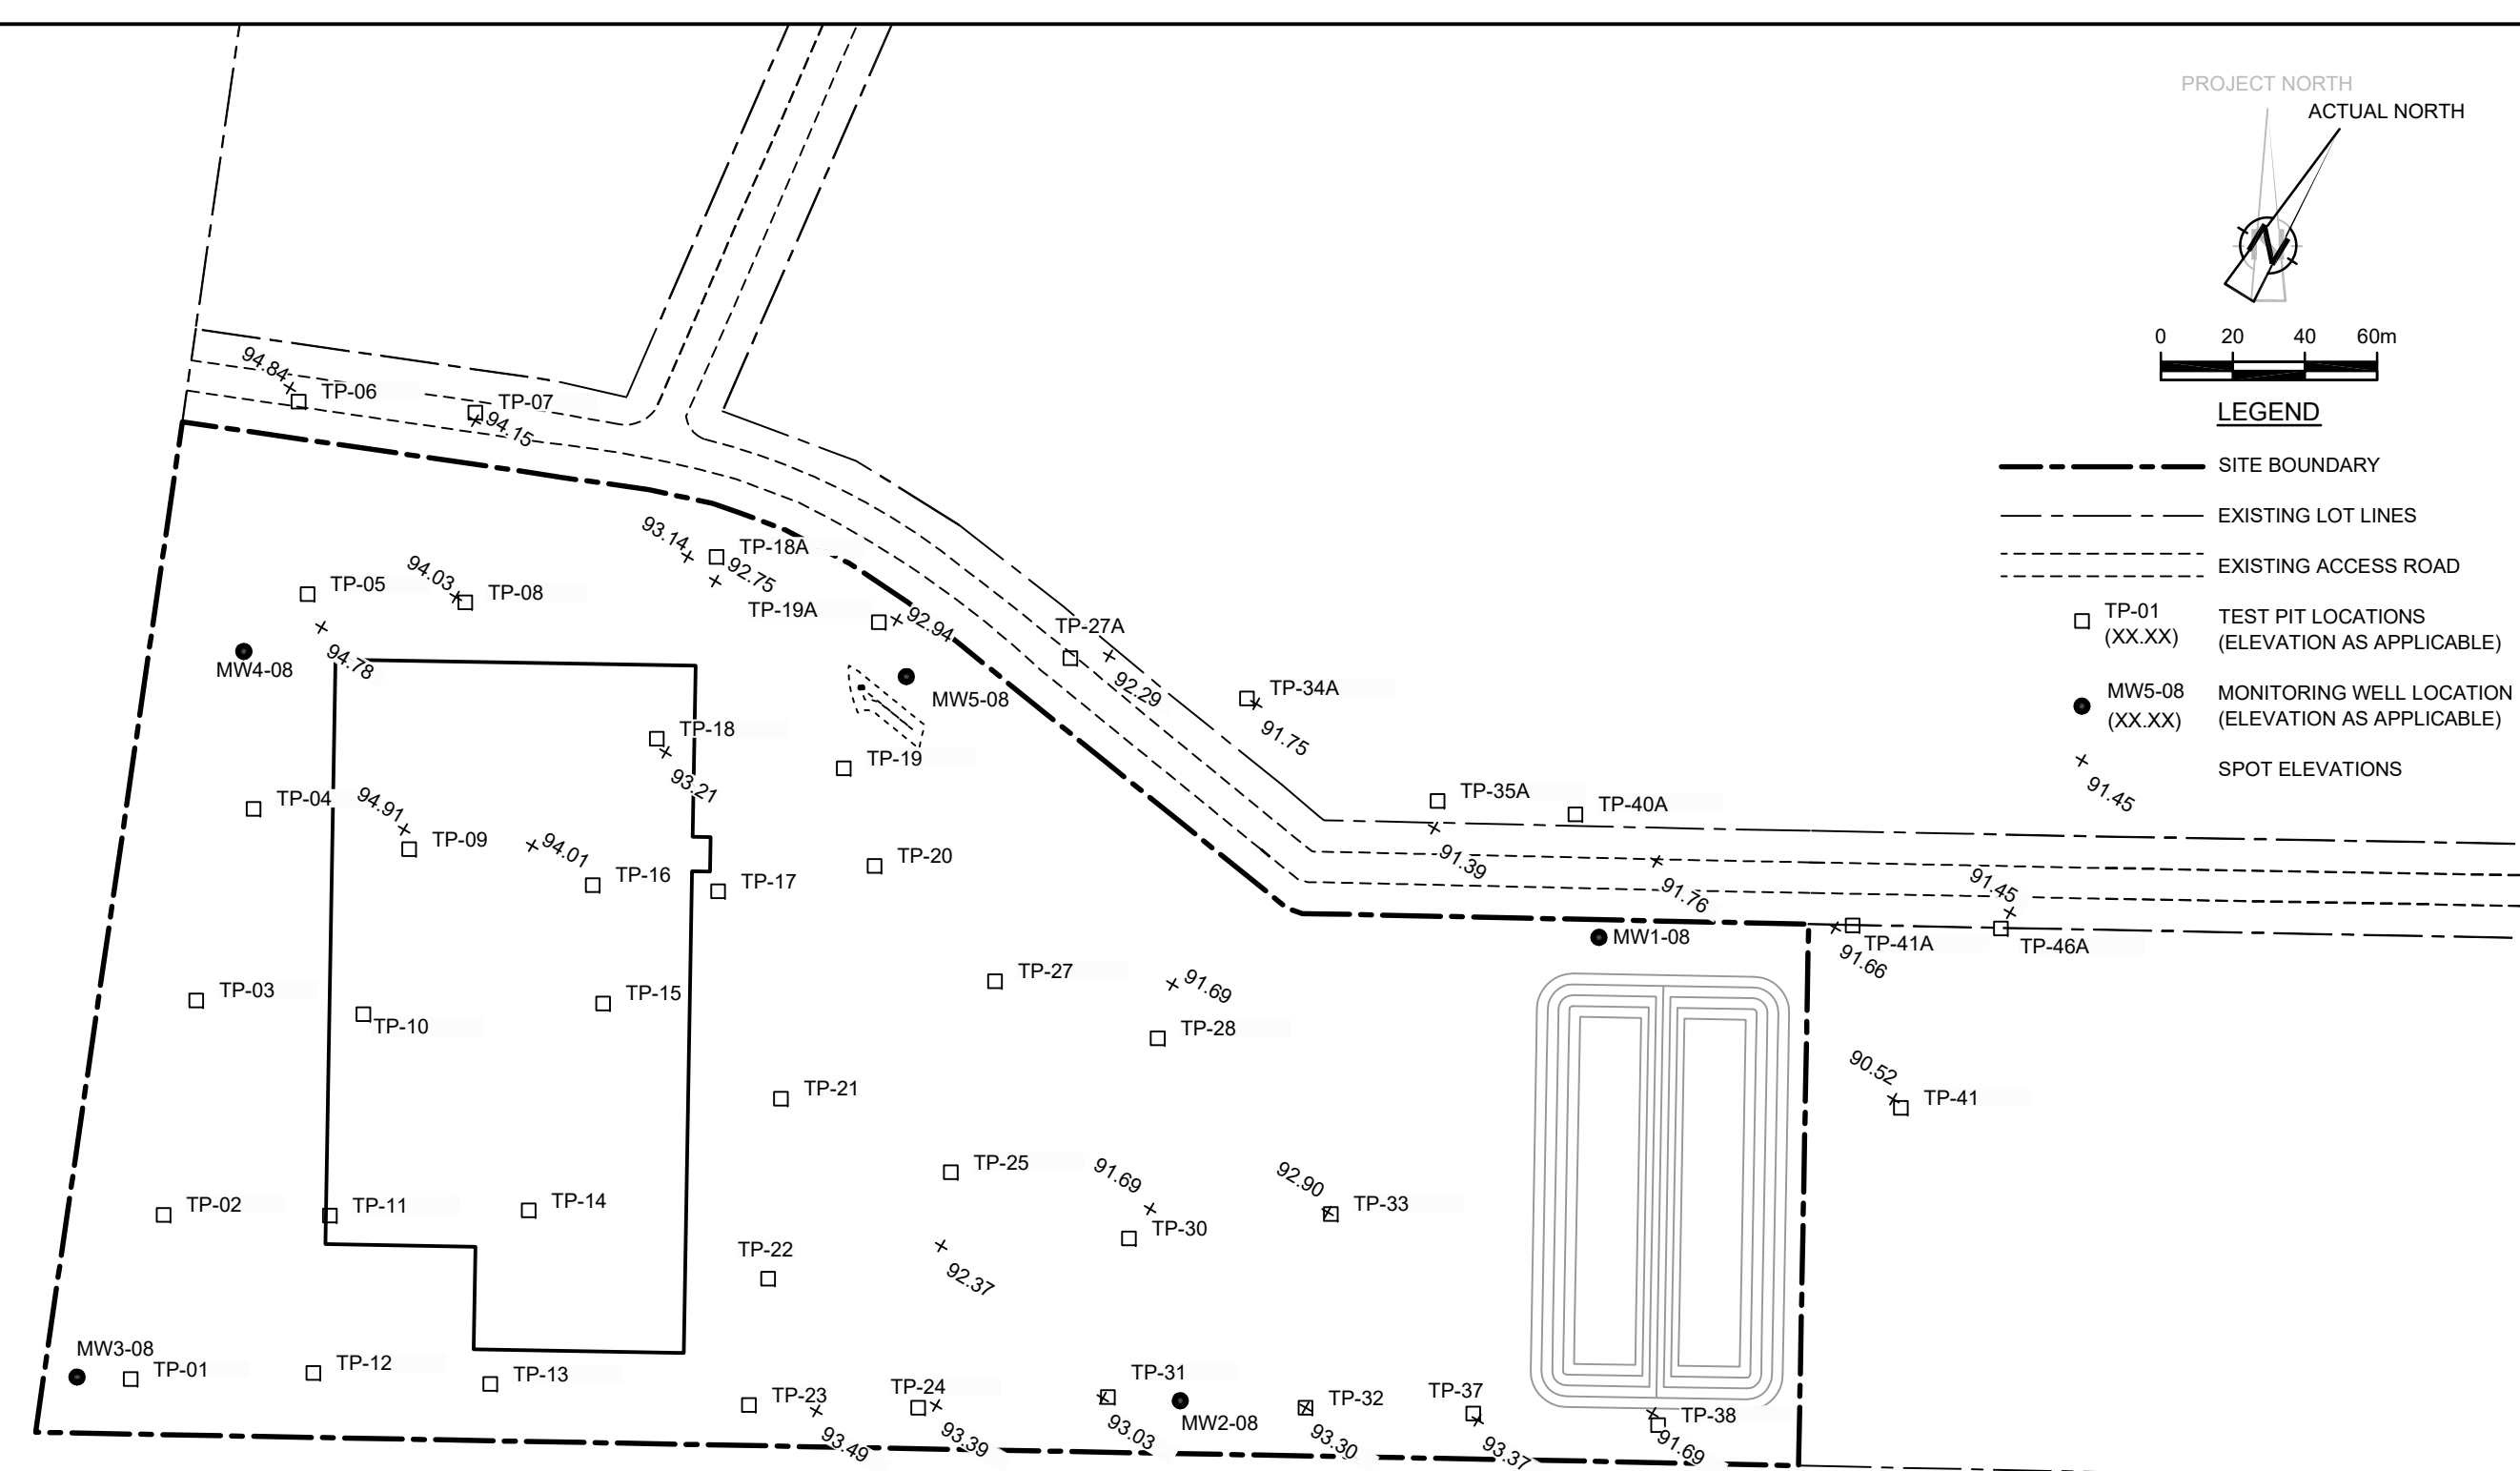 PROJECT NORTH
ACTUAL NORTH
N
0 20 40 60m
LEGEND
SITE BOUNDARY
EXISTING LOT LINES
EXISTING ACCESS ROAD
TP-01
(XX.XX)
TEST PIT LOCATIONS
(ELEVATION AS APPLICABLE)
MW5-08
(XX.XX)
MONITORING WELL LOCATION
(ELEVATION AS APPLICABLE)
91.45
SPOT ELEVATIONS
94.84
TP-06
TP-07
94.15
93.14
TP-18A
92.75
94.03
TP-08
TP-05
TP-19A
92.94
TP-27A
94.78
MW4-08
92.29
TP-34A
91.75
MW5-08
TP-18
93.21
TP-19
TP-04
94.91
TP-09
94.01
TP-16
TP-17
TP-20
TP-35A
TP-40A
91.39
91.76
91.45
MW1-08
TP-41A
91.66
TP-46A
TP-03
TP-10
TP-15
TP-27
91.69
TP-28
90.52
TP-41
TP-21
TP-25
91.69
92.90
TP-33
TP-02
TP-11
TP-14
TP-30
TP-22
92.37
MW3-08
TP-01
TP-12
TP-13
TP-23
93.49
TP-24
93.39
TP-31
93.03
MW2-08
TP-32
93.30
TP-37
93.37
TP-38
91.69